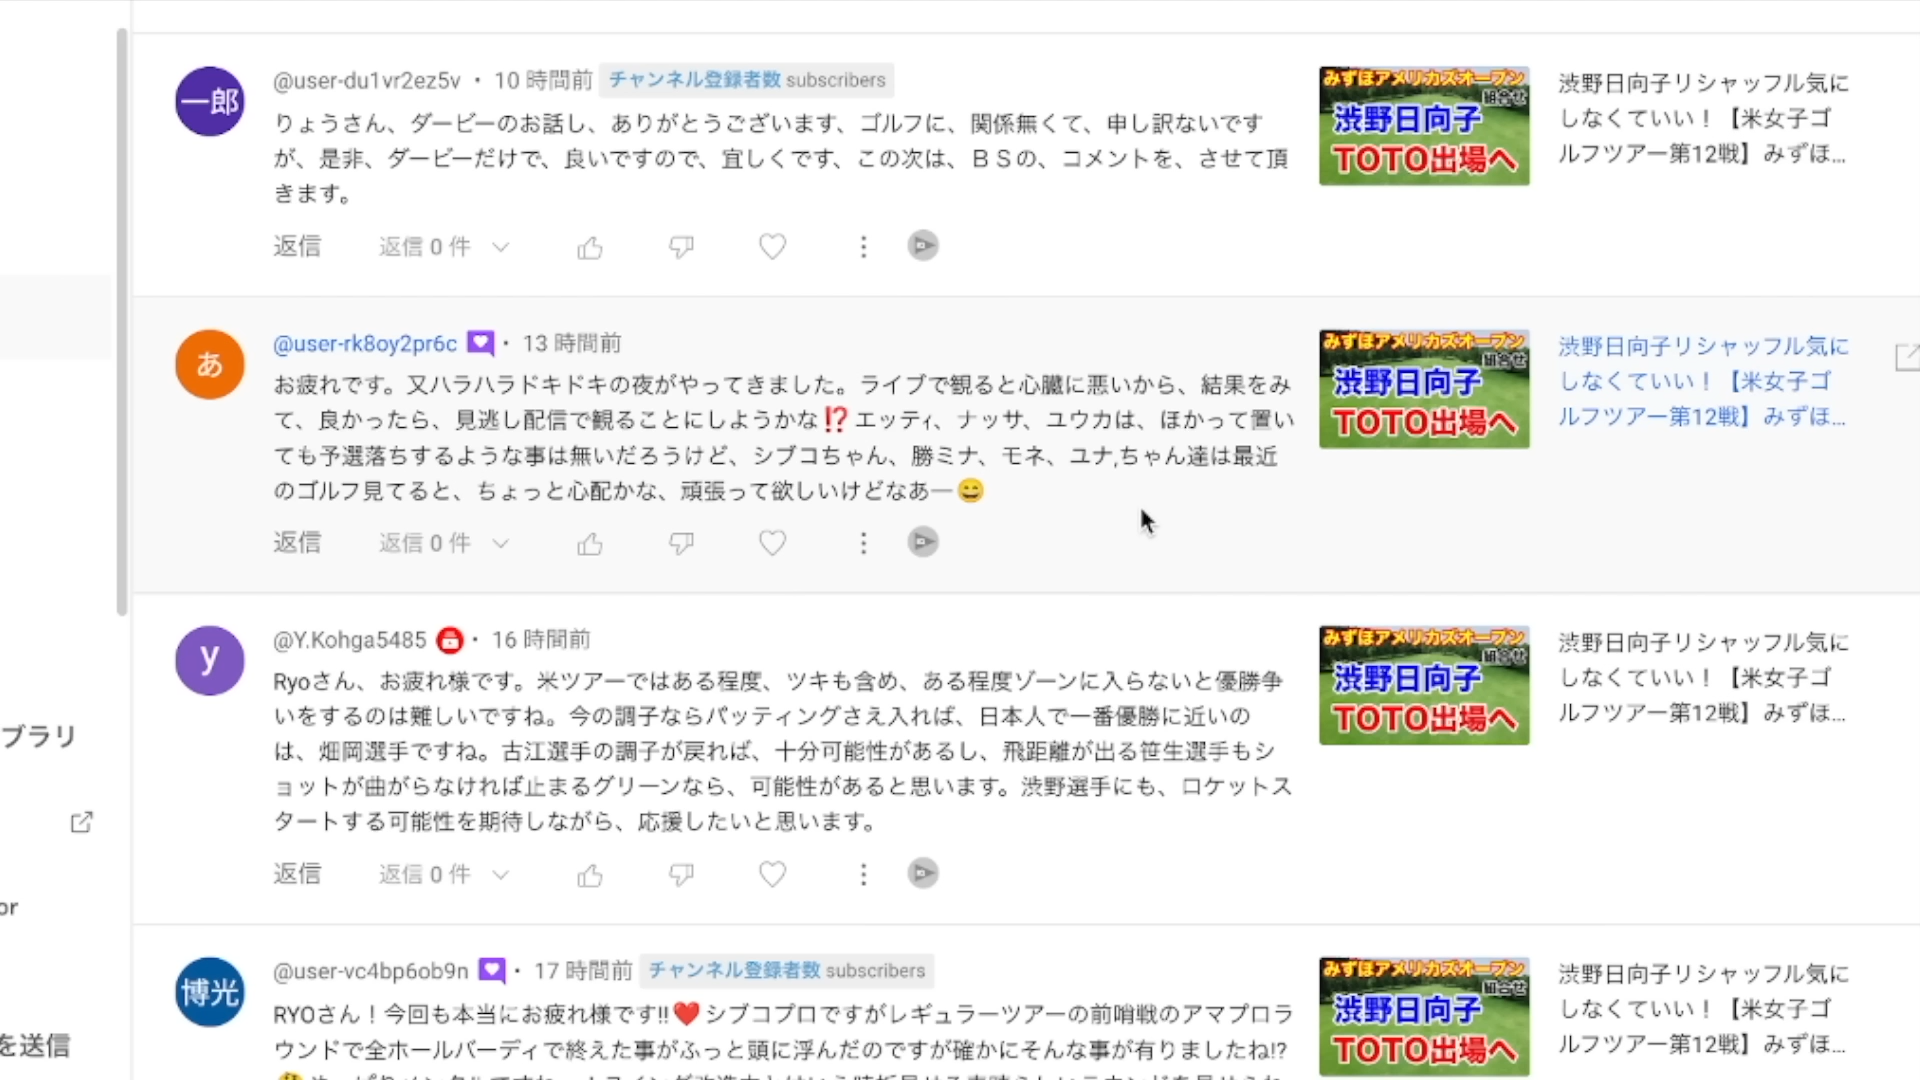 一郎
@user-du1vr2ez5v ・ 10 時間前 チャンネル登録者数 subscribers
りょうさん、ダービーのお話し、ありがとうございます、ゴルフに、関係無くて、申し訳ないです
が、是非、ダービーだけで、良いですので、宜しくです、この次は、ＢＳの、コメントを、させて頂
きます。
返信 返信 0 件
みずほアメリカズオープン
組合せ
渋野日向子
TOTO出場へ
渋野日向子リシャッフル気に
しなくていい！【米女子ゴ
ルフツアー第12戦】みずほ...
あ
@user-rk8oy2pr6c ・ 13 時間前
お疲れです。又ハラハラドキドキの夜がやってきました。ライブで観ると心臓に悪いから、結果をみ
て、良かったら、見逃し配信で観ることにしようかな⁉️エッティ、ナッサ、ユウカは、ほかって置い
ても予選落ちするような事は無いだろうけど、シブコちゃん、勝ミナ、モネ、ユナ,ちゃん達は最近
のゴルフ見てると、ちょっと心配かな、頑張って欲しいけどなあー😄
返信 返信 0 件
みずほアメリカズオープン
組合せ
渋野日向子
TOTO出場へ
渋野日向子リシャッフル気に
しなくていい！【米女子ゴ
ルフツアー第12戦】みずほ...
y
@Y.Kohga5485 ・ 16 時間前
Ryoさん、お疲れ様です。米ツアーではある程度、ツキも含め、ある程度ゾーンに入らないと優勝争
いをするのは難しいですね。今の調子ならパッティングさえ入れば、日本人で一番優勝に近いの
は、畑岡選手ですね。古江選手の調子が戻れば、十分可能性があるし、飛距離が出る笹生選手もシ
ョットが曲がらなければ止まるグリーンなら、可能性があると思います。渋野選手にも、ロケットス
タートする可能性を期待しながら、応援したいと思います。
返信 返信 0 件
みずほアメリカズオープン
組合せ
渋野日向子
TOTO出場へ
渋野日向子リシャッフル気に
しなくていい！【米女子ゴ
ルフツアー第12戦】みずほ...
博光
@user-vc4bp6ob9n ・ 17 時間前 チャンネル登録者数 subscribers
RYOさん！今回も本当にお疲れ様です‼❤️シブコプロですがレギュラーツアーの前哨戦のアマプロラ
ウンドで全ホールバーディで終えた事がふっと頭に浮んだのですが確かにそんな事が有りましたね⁉
みずほアメリカズオープン
組合せ
渋野日向子
TOTO出場へ
渋野日向子リシャッフル気に
しなくていい！【米女子ゴ
ルフツアー第12戦】みずほ...
ブラリ
or
を送信